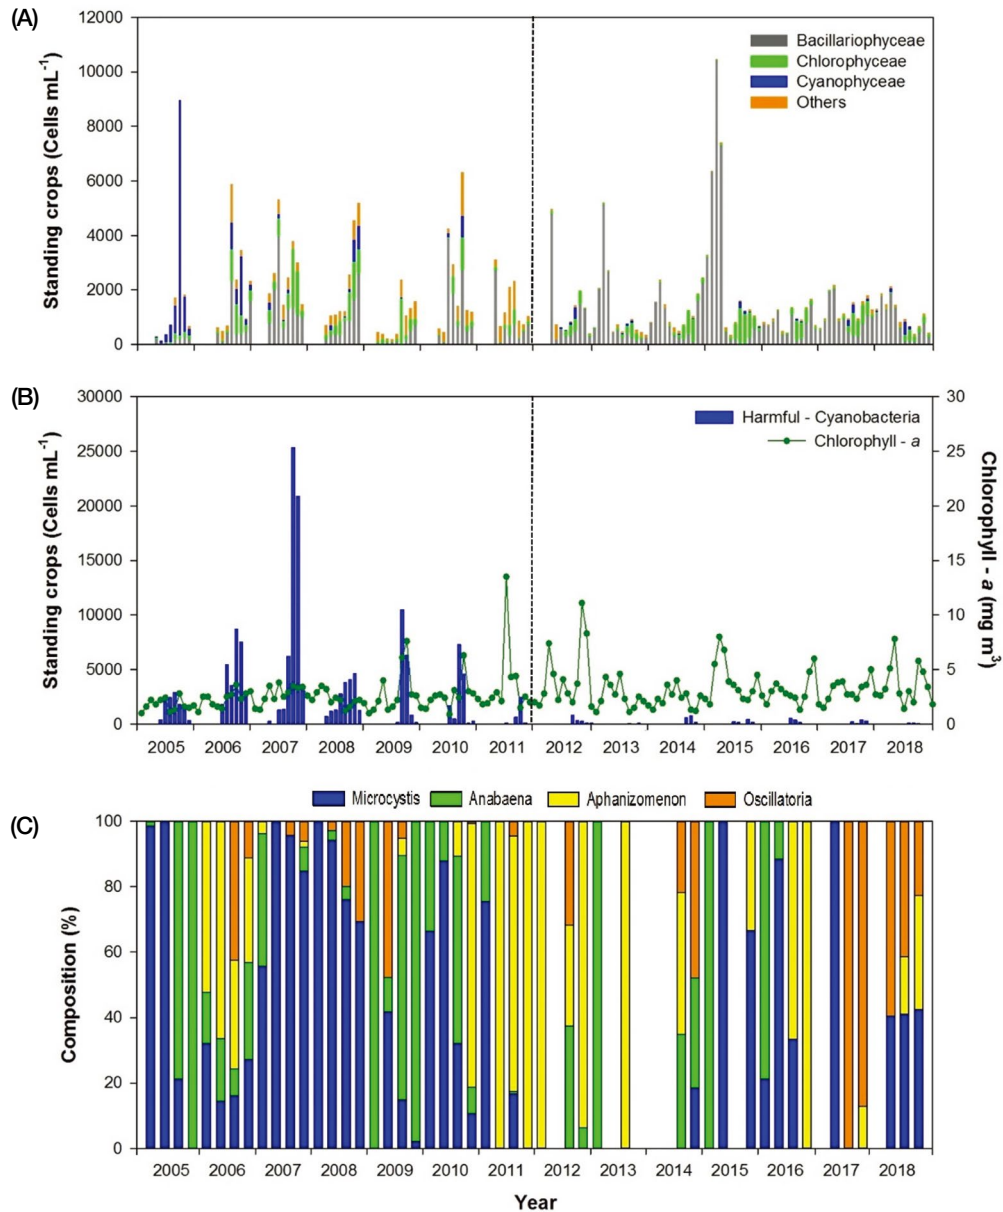 (A)
12000
10000
8000
6000
4000
2000
0
Standing crops (Cells mL-1)
Bacillariophyceae
Chlorophyceae
Cyanophyceae
Others
(B)
30000
25000
20000
15000
10000
5000
0
Standing crops (Cells mL-1)
30
25
20
15
10
5
0
Chlorophyll - a (mg m3)
Harmful - Cyanobacteria
Chlorophyll - a
2005 2006 2007 2008 2009 2010 2011 2012 2013 2014 2015 2016 2017 2018
Microcystis Anabaena Aphanizomenon Oscillatoria
(C)
100
80
60
40
20
0
Composition (%)
2005 2006 2007 2008 2009 2010 2011 2012 2013 2014 2015 2016 2017 2018
Year